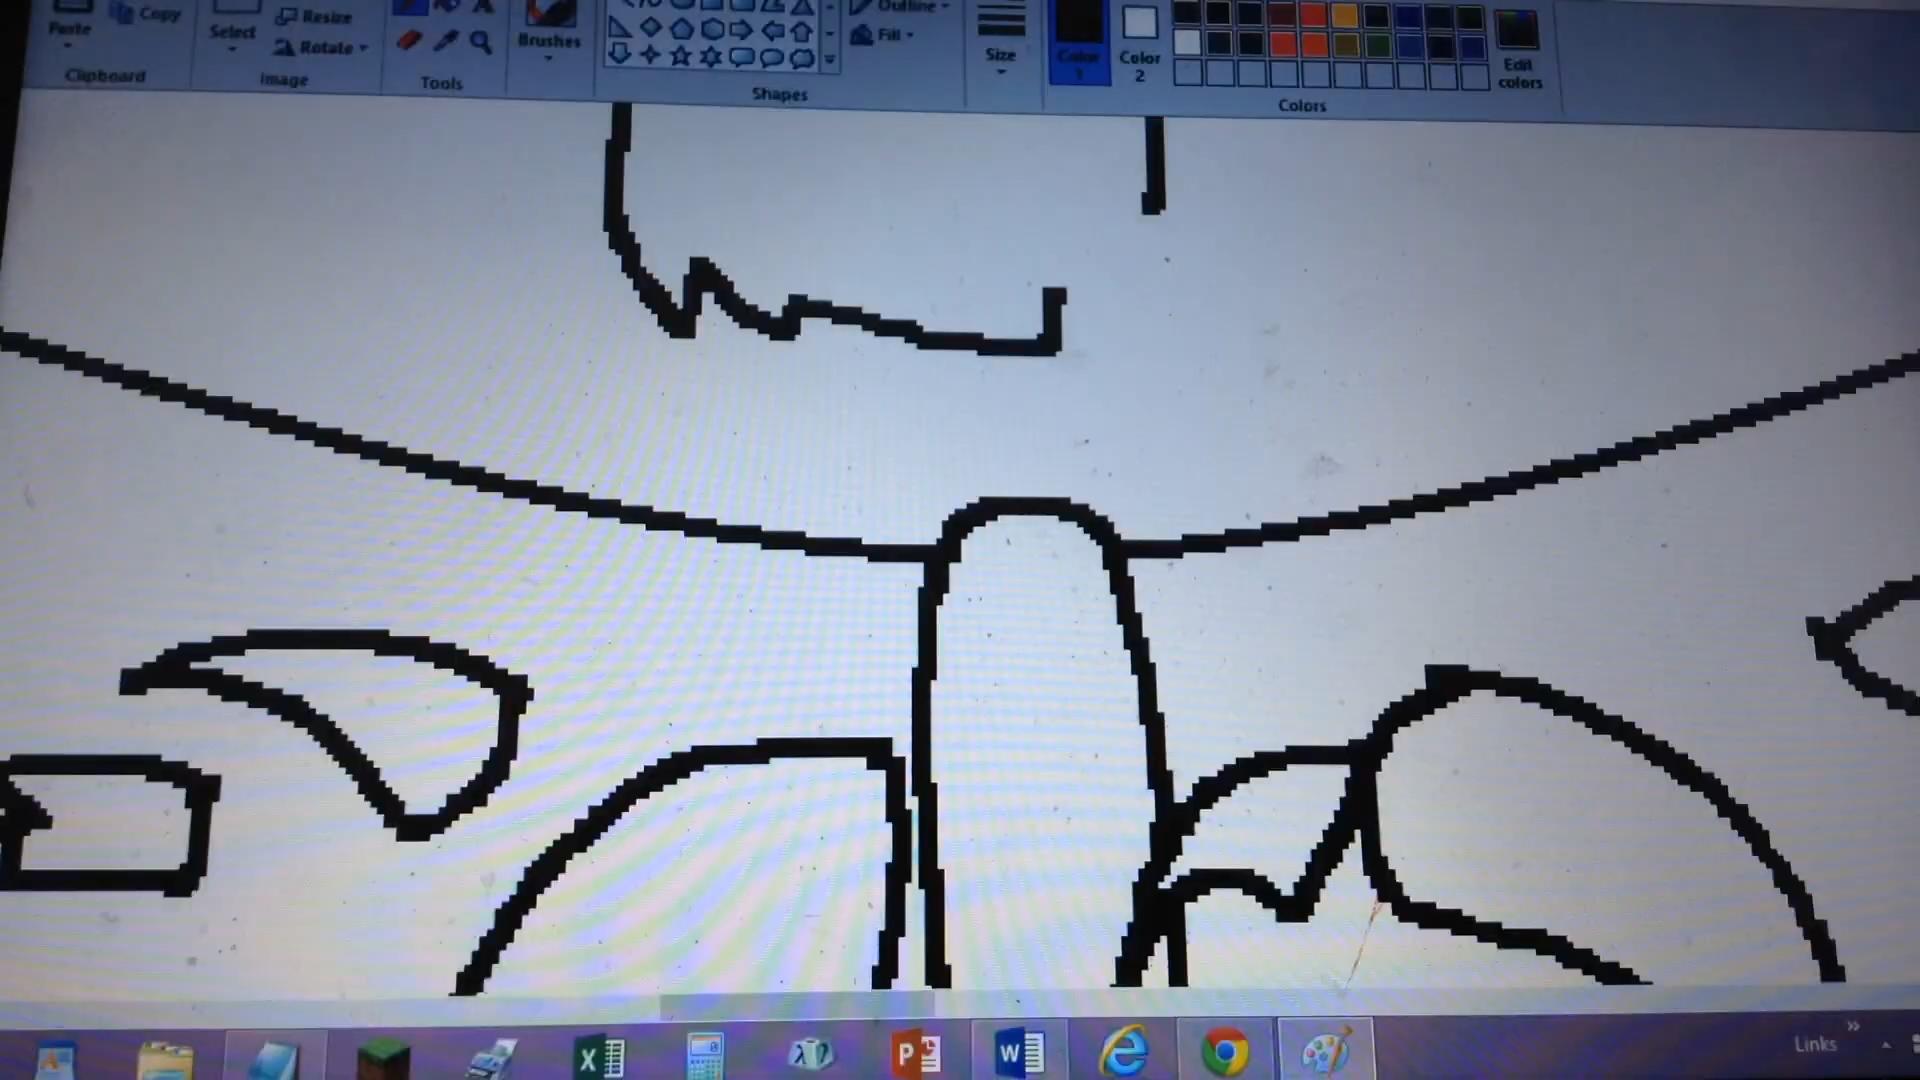 Paste
Copy
Clipboard
Select
Resize
Rotate
Image
A
Tools
Brushes
Shapes
Outline
Fill
Size
Color
1
Color
2
Colors
Edit
colors
Links